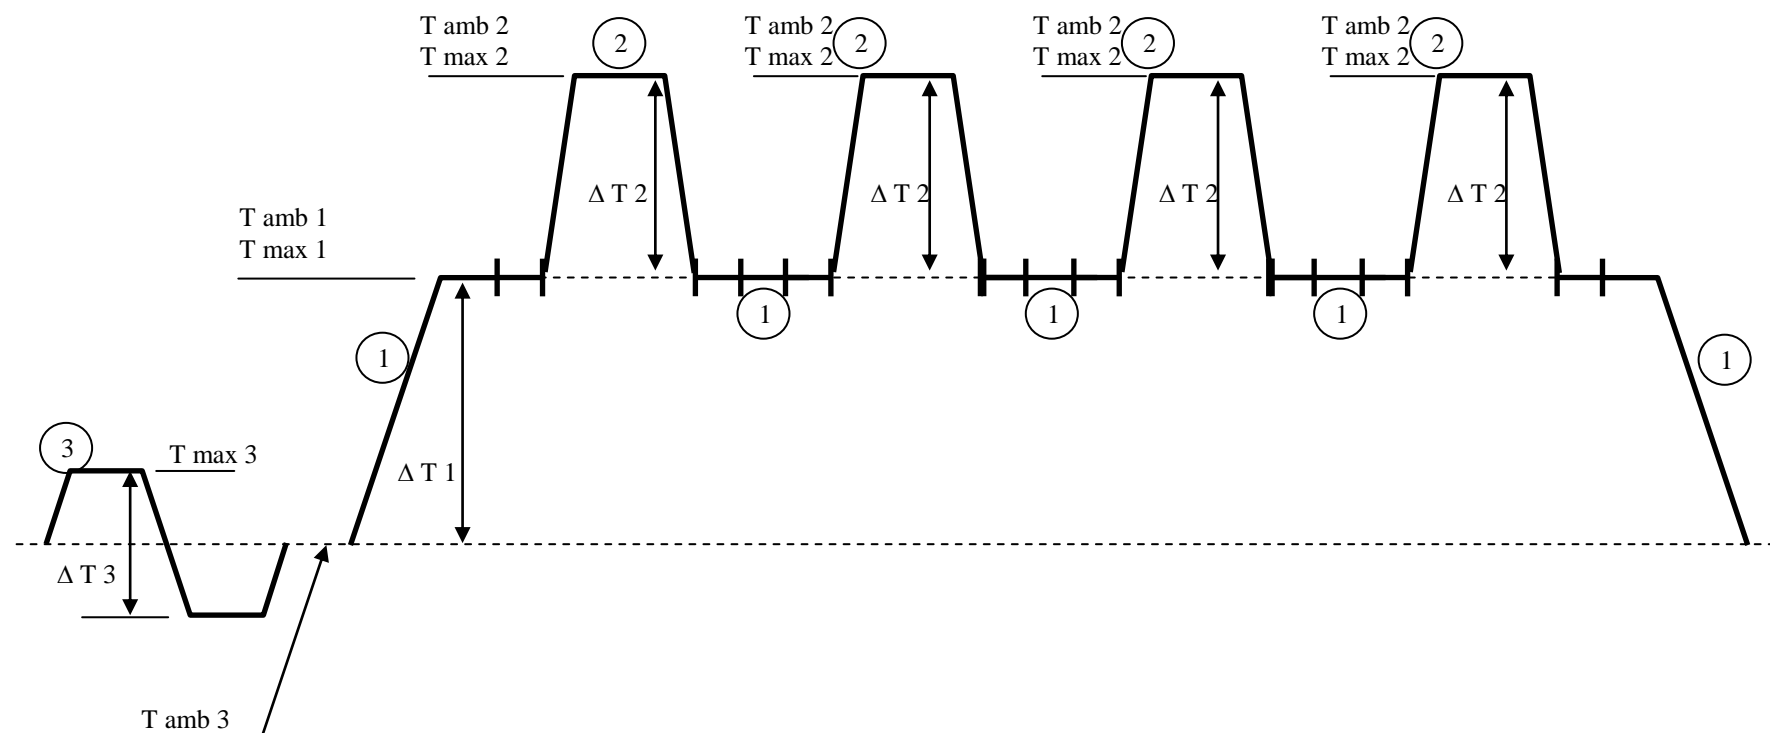 T amb 2
T max 2
2
T amb 2
T max 2
2
T amb 2
T max 2
2
T amb 2
T max 2
2
Δ T 2
Δ T 2
Δ T 2
Δ T 2
T amb 1
T max 1
1
1
1
1
1
3
T max 3
Δ T 1
Δ T 3
T amb 3